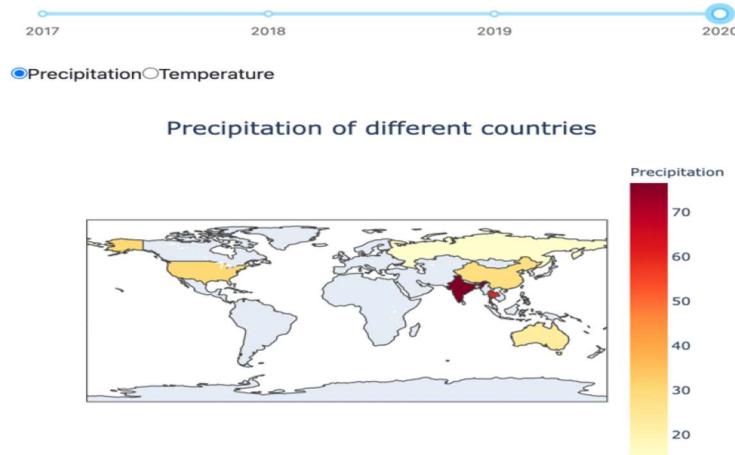 2017 2018 2019 2020
Precipitation Temperature
Precipitation of different countries
Precipitation
70
60
50
40
30
20